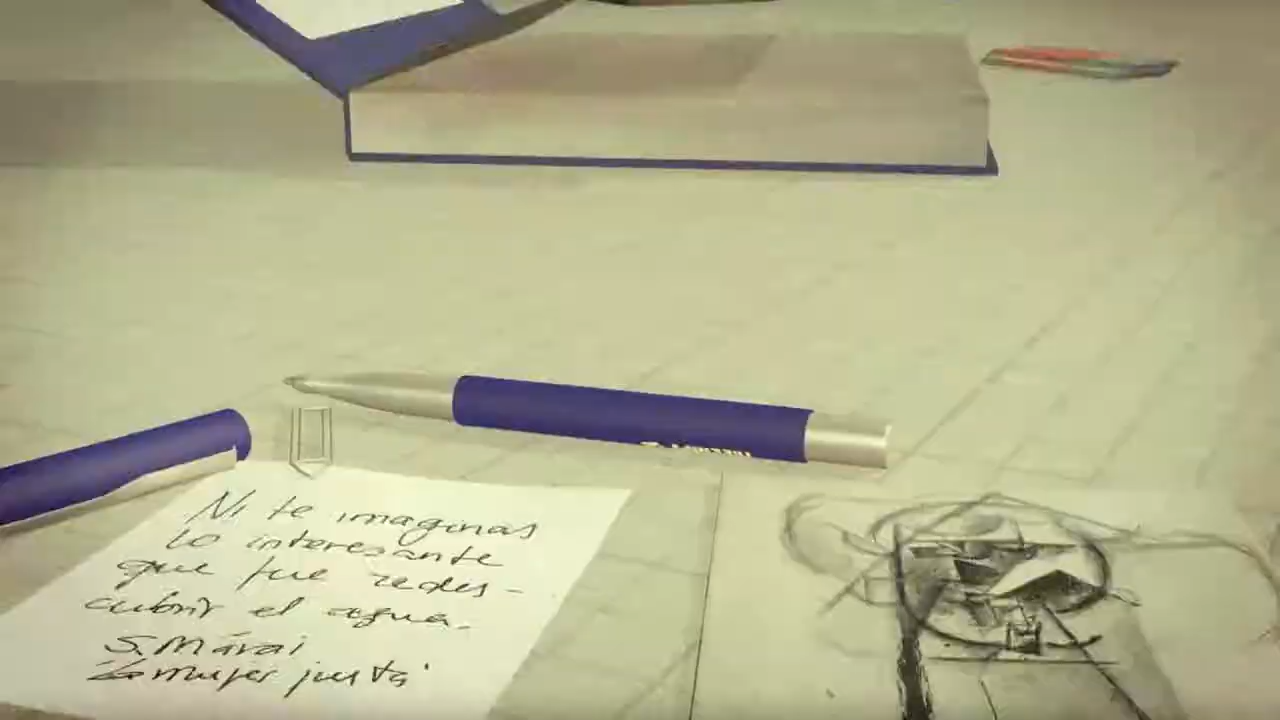 Ni te imaginas
lo interesante
que fue redes-
cubrir el agua.
S. Márai
"La mujer justa"